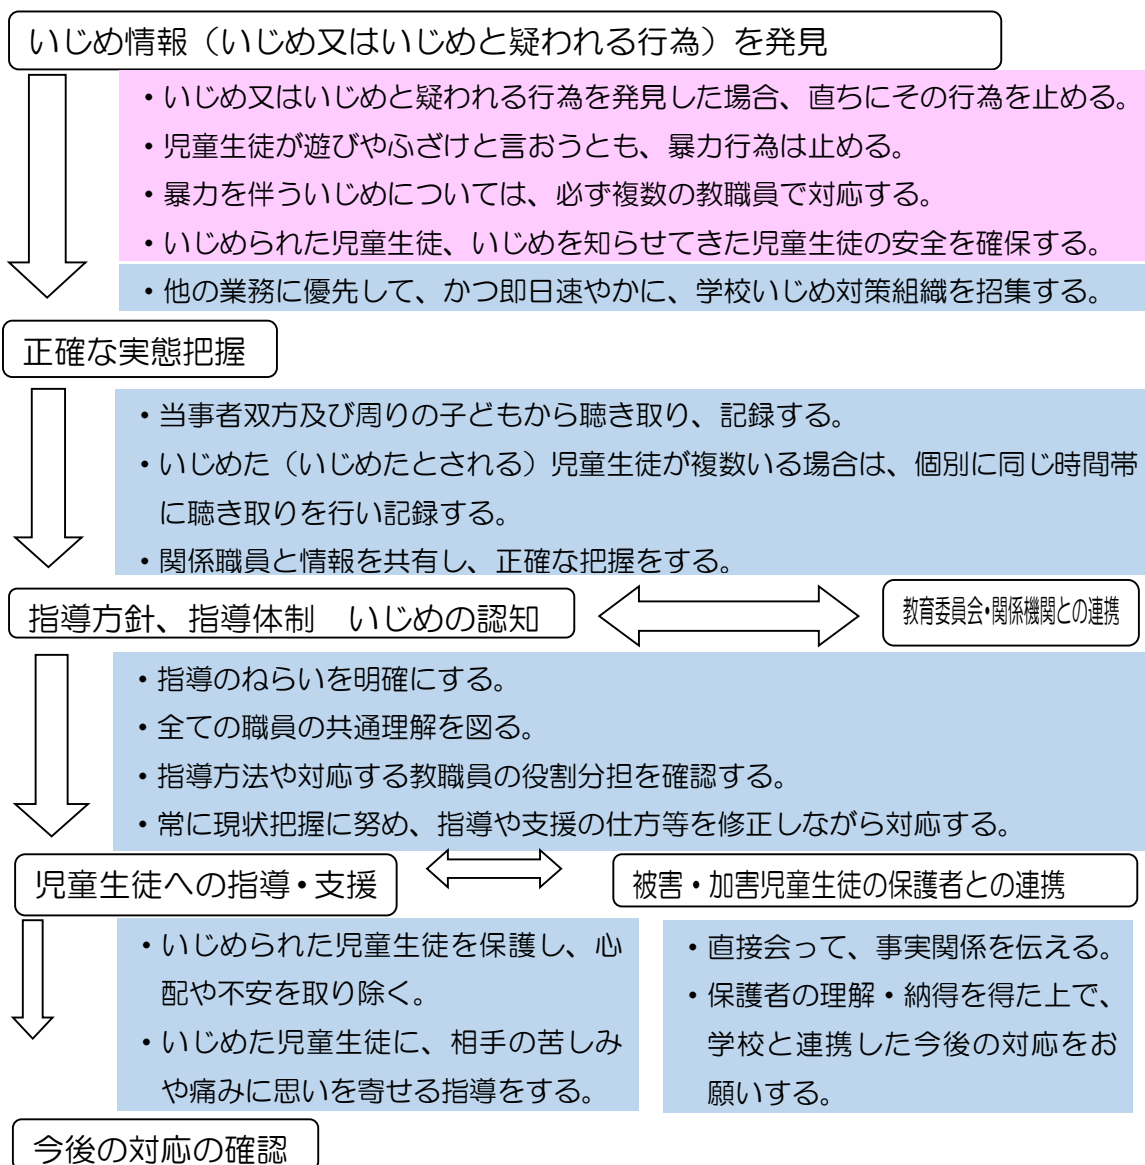 いじめ情報（いじめ又はいじめと疑われる行為）を発見
・いじめ又はいじめと疑われる行為を発見した場合、直ちにその行為を止める。
・児童生徒が遊びやふざけと言おうとも、暴力行為は止める。
・暴力を伴ういじめについては、必ず複数の教職員で対応する。
・いじめられた児童生徒、いじめを知らせてきた児童生徒の安全を確保する。
・他の業務に優先して、かつ即日速やかに、学校いじめ対策組織を招集する。
正確な実態把握
・当事者双方及び周りの子どもから聴き取り、記録する。
・いじめた（いじめたとされる）児童生徒が複数いる場合は、個別に同じ時間帯
に聴き取りを行い記録する。
・関係職員と情報を共有し、正確な把握をする。
指導方針、指導体制　いじめの認知
教育委員会・関係機関との連携
・指導のねらいを明確にする。
・全ての職員の共通理解を図る。
・指導方法や対応する教職員の役割分担を確認する。
・常に現状把握に努め、指導や支援の仕方等を修正しながら対応する。
児童生徒への指導・支援
被害・加害児童生徒の保護者との連携
・いじめられた児童生徒を保護し、心
配や不安を取り除く。
・いじめた児童生徒に、相手の苦しみ
や痛みに思いを寄せる指導をする。
・直接会って、事実関係を伝える。
・保護者の理解・納得を得た上で、
学校と連携した今後の対応をお
願いする。
今後の対応の確認